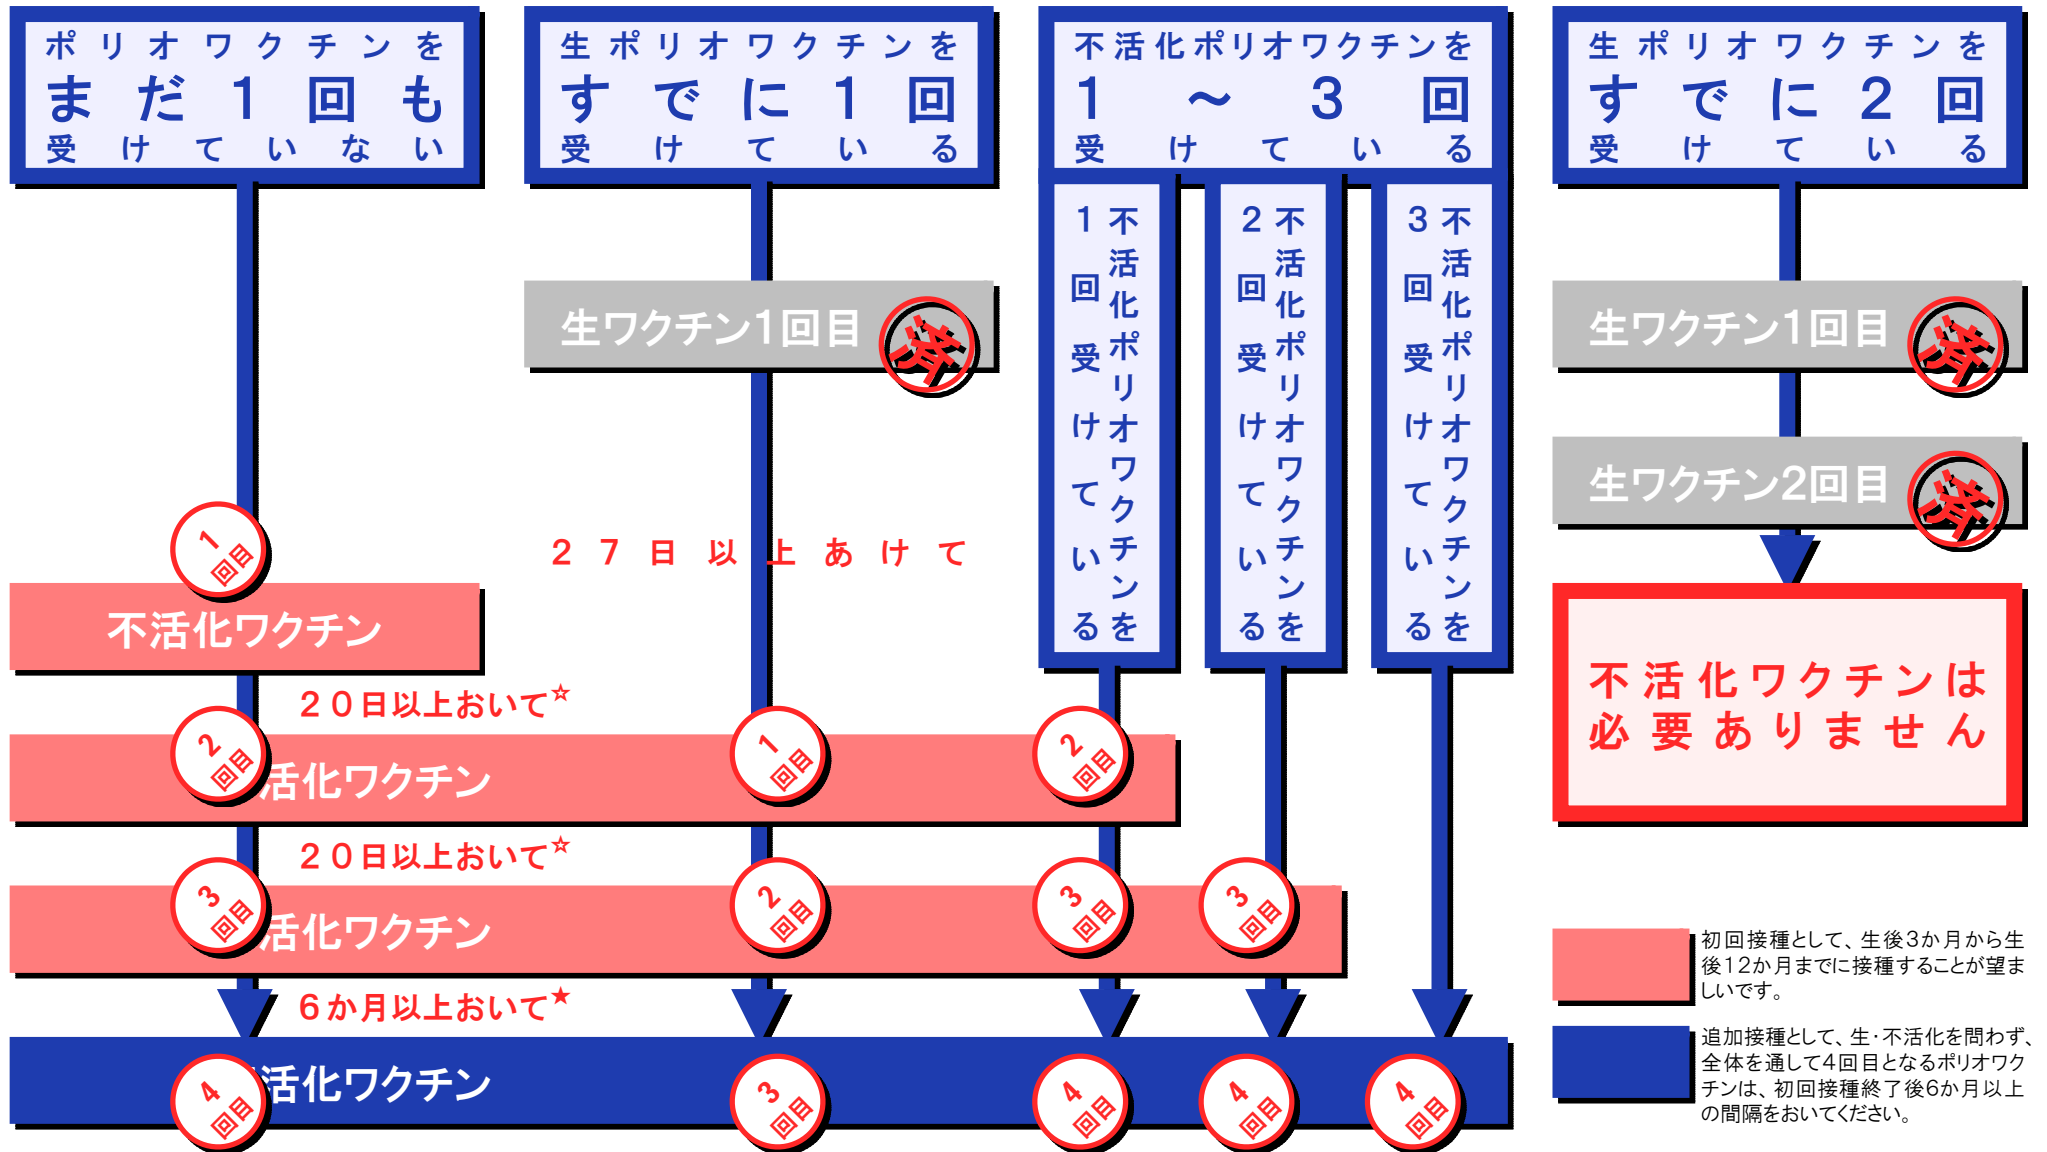 ポリオワクチンを
まだ1回も
受けていない
生ポリオワクチンを
すでに1回
受けている
不活化ポリオワクチンを
1～3回
受けている
生ポリオワクチンを
すでに2回
受けている
不活化ポリオワクチンを
1回受けている
不活化ポリオワクチンを
2回受けている
不活化ポリオワクチンを
3回受けている
生ワクチン1回目
済
生ワクチン1回目
済
生ワクチン2回目
済
27日以上あけて
1
回目
不活化ワクチン
20日以上おいて☆
2
回目
活化ワクチン
1
回目
2
回目
不活化ワクチンは
必要ありません
20日以上おいて☆
3
回目
活化ワクチン
2
回目
3
回目
3
回目
6か月以上おいて★
4
回目
活化ワクチン
3
回目
4
回目
4
回目
4
回目
初回接種として、生後3か月から生
後12か月までに接種することが望ま
しいです。
追加接種として、生・不活化を問わず、
全体を通して4回目となるポリオワク
チンは、初回接種終了後6か月以上
の間隔をおいてください。